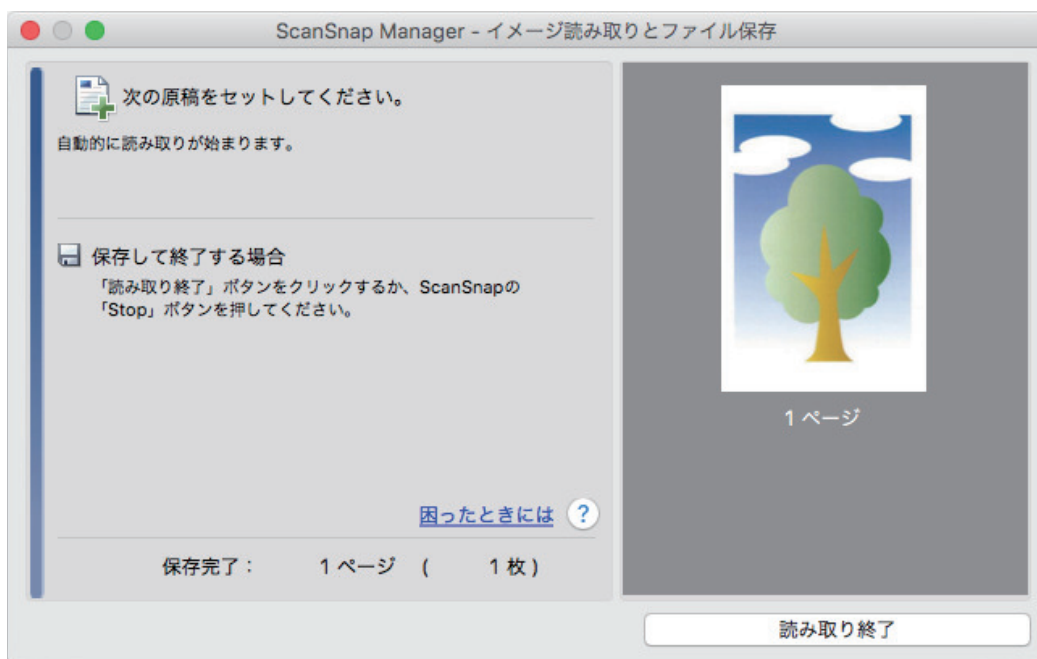 ScanSnap Manager - イメージ読み取りとファイル保存
次の原稿をセットしてください。
自動的に読み取りが始まります。
保存して終了する場合
「読み取り終了」ボタンをクリックするか、ScanSnapの
「Stop」ボタンを押してください。
困ったときには ?
保存完了： 1 ページ ( 1 枚 )
1 ページ
読み取り終了